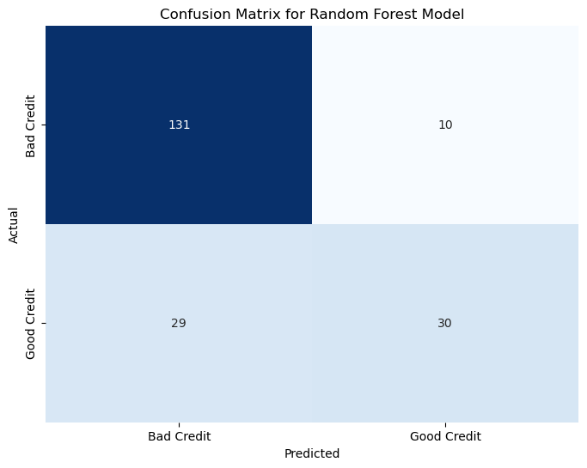 Confusion Matrix for Random Forest Model
Actual
Bad Credit
131
10
Good Credit
29
30
Bad Credit
Good Credit
Predicted